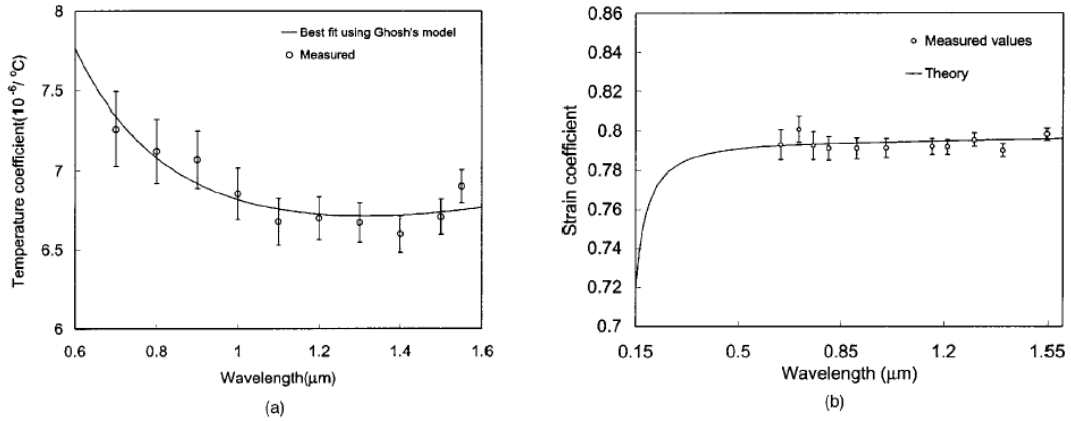 8
7.5
7
6.5
6
Temperature coefficient(10⁻⁶/ °C)
Best fit using Ghosh's model
Measured
0.6 0.8 1 1.2 1.4 1.6
Wavelength(μm)
(a)
0.86
0.84
0.82
0.8
0.78
0.76
0.74
0.72
0.7
Strain coefficient
Measured values
Theory
0.15 0.5 0.85 1.2 1.55
Wavelength (μm)
(b)